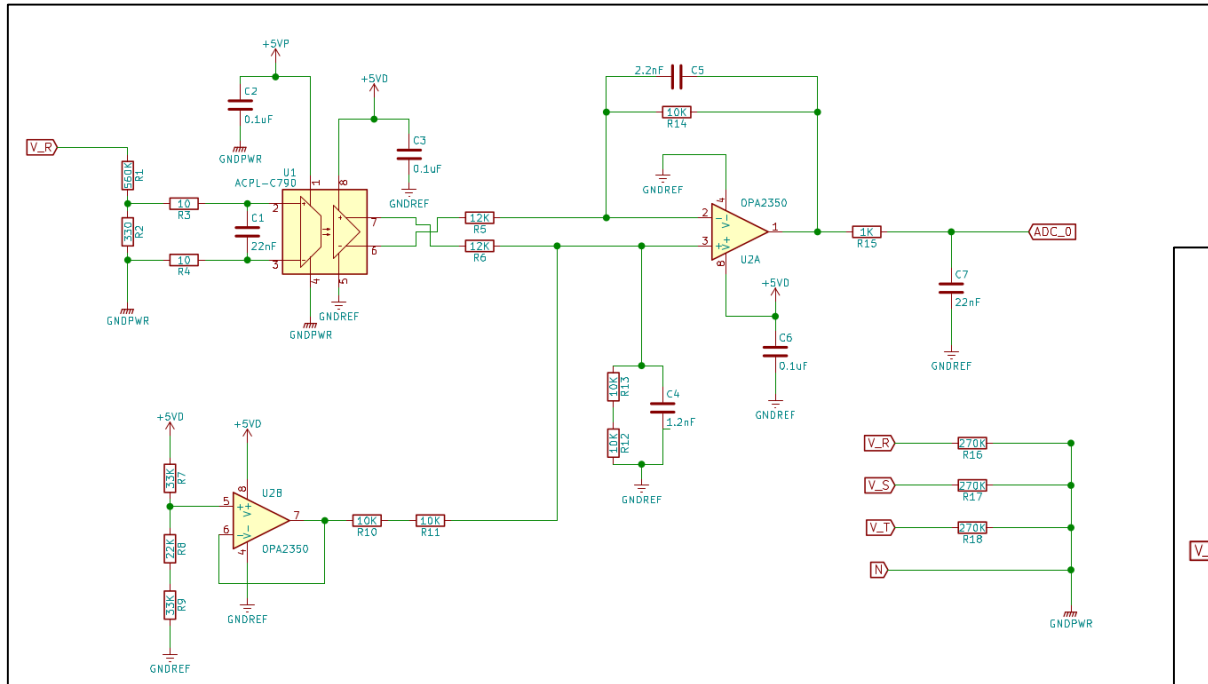 +5VP
C2
0.1uF
GNDPWR
+5VD
C3
0.1uF
GNDREF
V_R
560K
R1
330
R2
10
R3
C1
22nF
10
R4
GNDPWR
U1
ACPL-C790
1
8
2
7
3
6
4
5
GNDPWR
GNDREF
12K
R5
12K
R6
2.2nF
C5
10K
R14
GNDREF
4
OPA2350
2
3
1
V-
V+
8
U2A
+5VD
C6
0.1uF
GNDREF
1K
R15
ADC_0
C7
22nF
GNDREF
10K
R13
10K
R12
C4
1.2nF
GNDREF
+5VD
33K
R7
22K
R8
33K
R9
GNDREF
+5VD
8
U2B
5
6
7
V+
V-
4
OPA2350
GNDREF
10K
R10
10K
R11
V_R
270K
R16
V_S
270K
R17
V_T
270K
R18
N
GNDPWR
V_